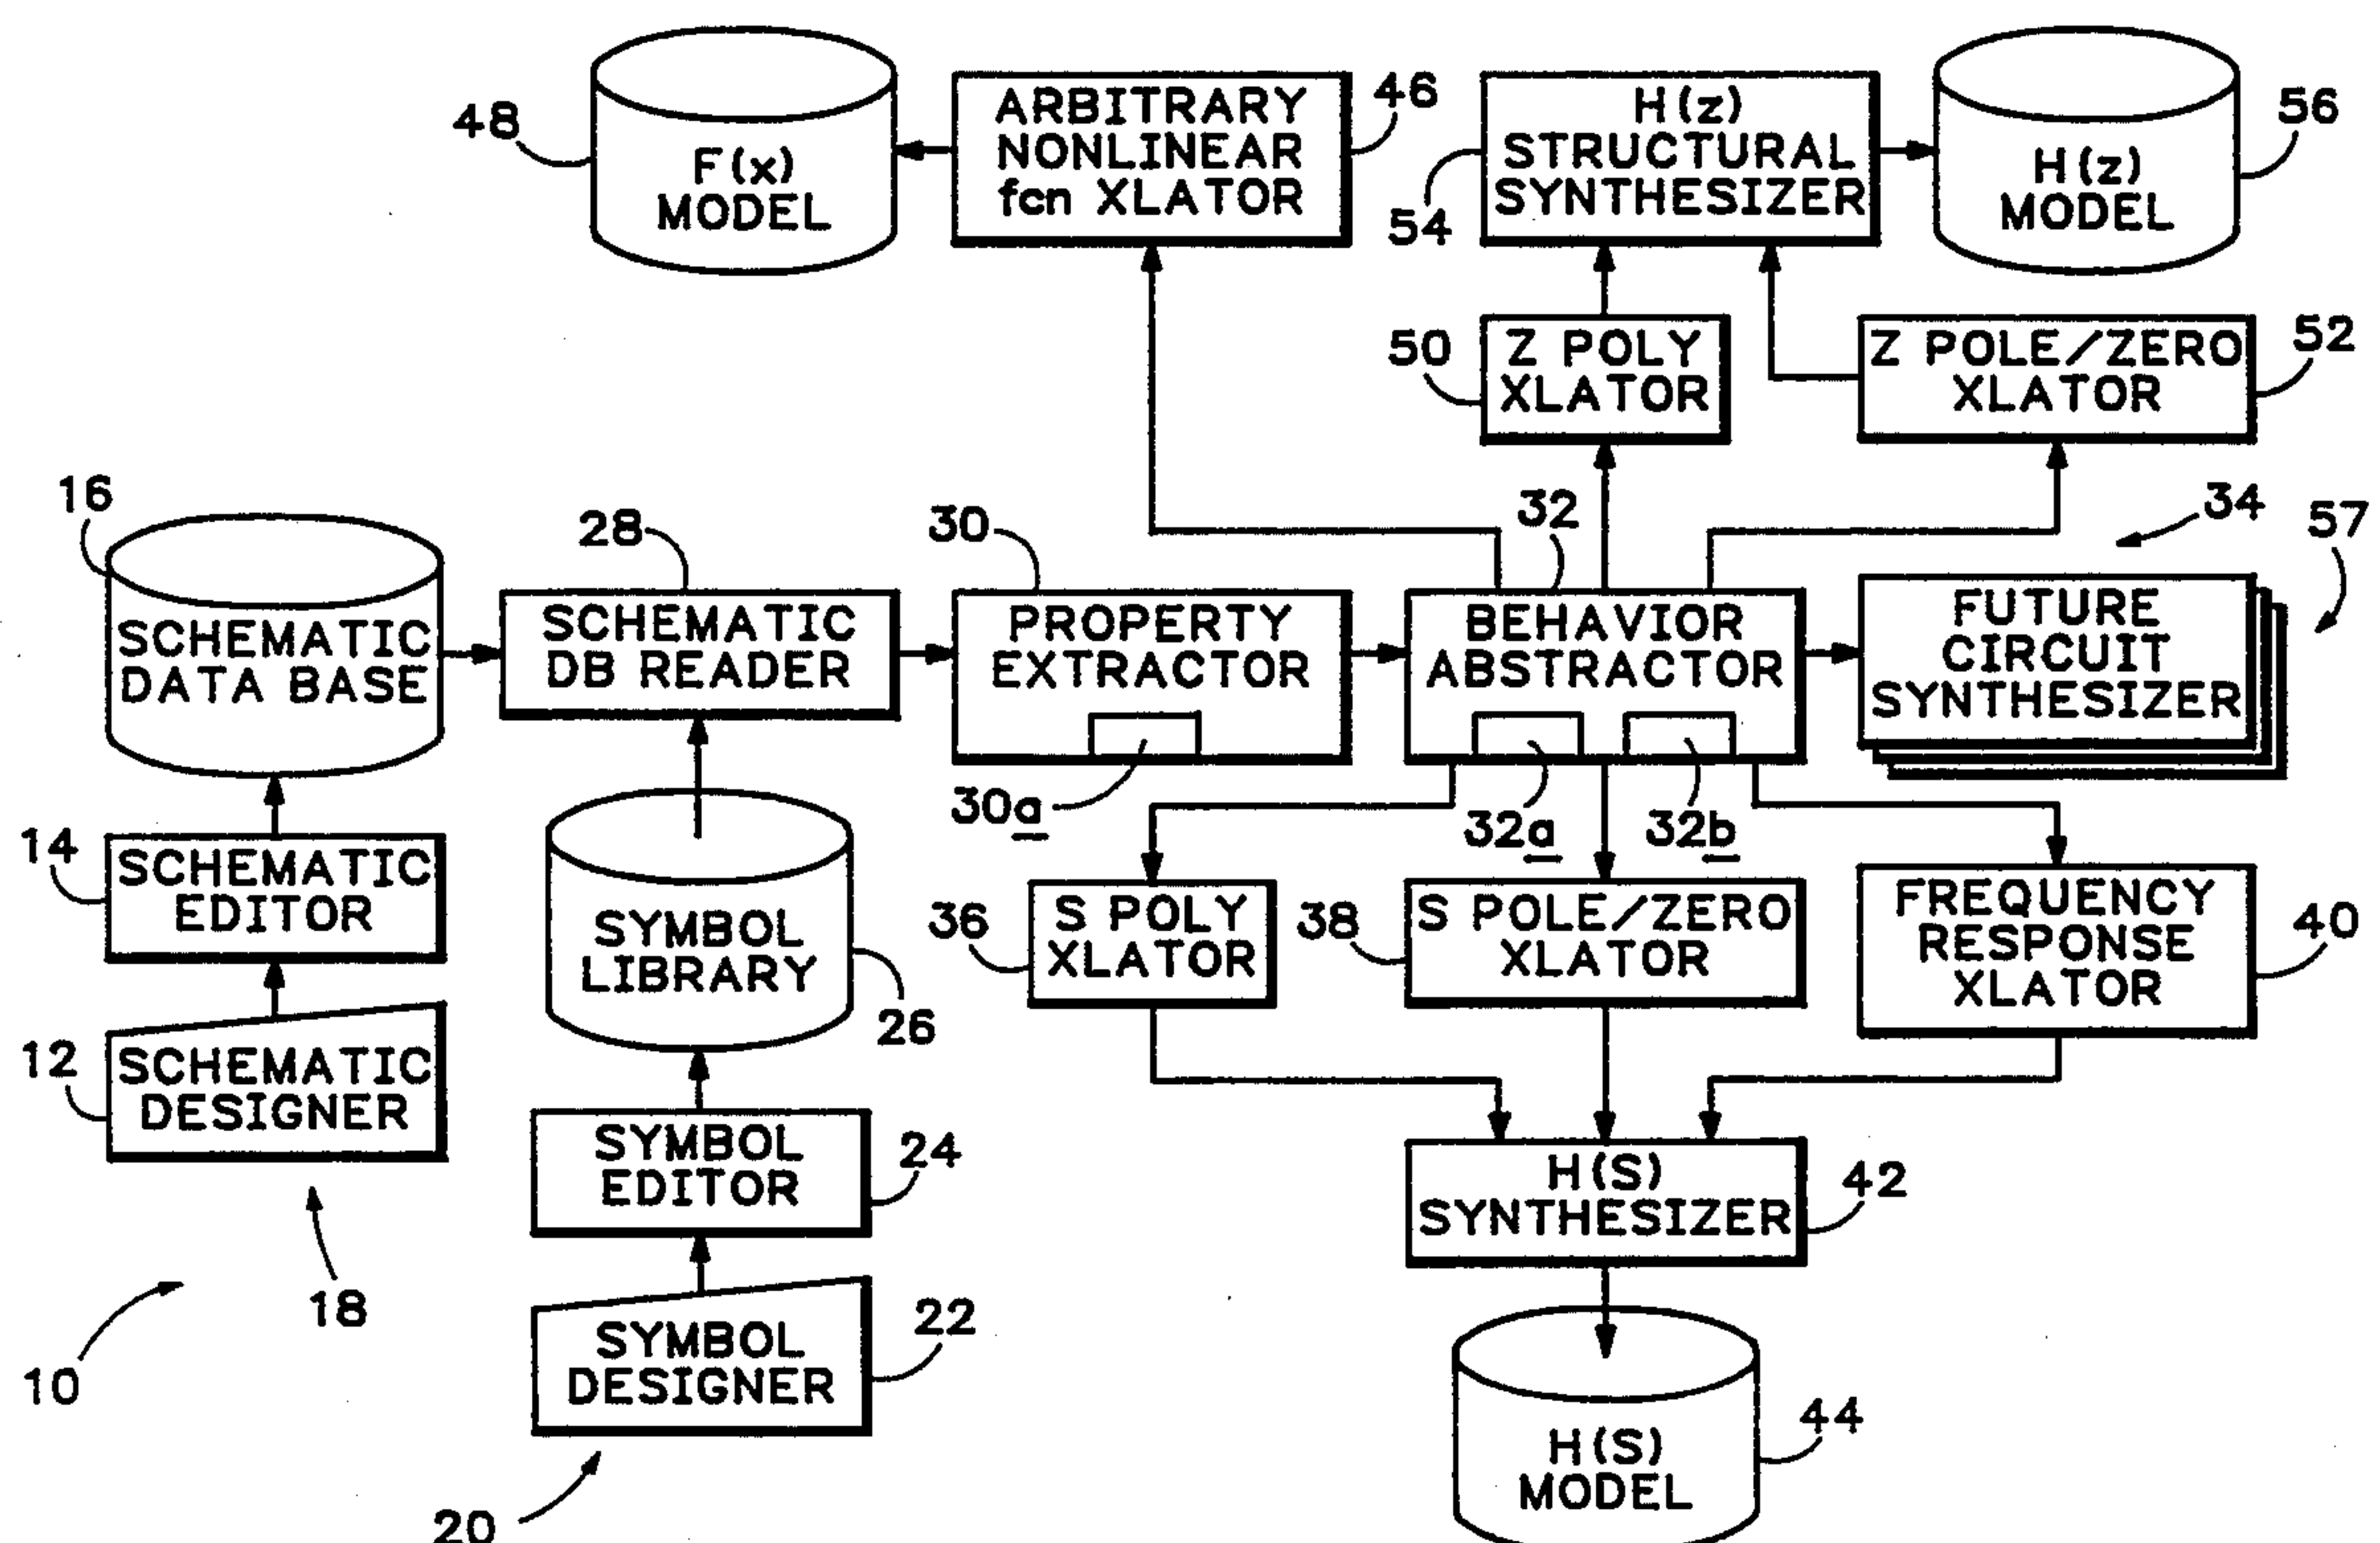 48
F(x)
MODEL
ARBITRARY
NONLINEAR
fcn XLATOR
46
54
H(z)
STRUCTURAL
SYNTHESIZER
H(z)
MODEL
56
50
Z POLY
XLATOR
Z POLE/ZERO
XLATOR
52
16
SCHEMATIC
DATA BASE
28
SCHEMATIC
DB READER
30
PROPERTY
EXTRACTOR
30a
32
BEHAVIOR
ABSTRACTOR
32a
32b
34
57
FUTURE
CIRCUIT
SYNTHESIZER
14
SCHEMATIC
EDITOR
12
SCHEMATIC
DESIGNER
10
18
SYMBOL
LIBRARY
26
SYMBOL
EDITOR
24
SYMBOL
DESIGNER
22
20
36
S POLY
XLATOR
38
S POLE/ZERO
XLATOR
FREQUENCY
RESPONSE
XLATOR
40
H(S)
SYNTHESIZER
42
H(S)
MODEL
44